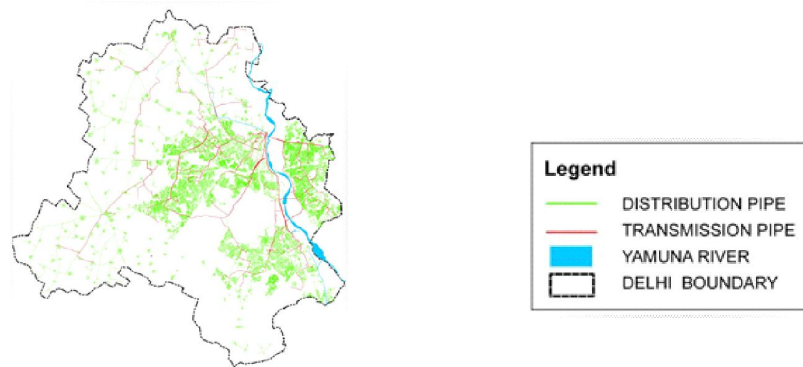 Legend
DISTRIBUTION PIPE
TRANSMISSION PIPE
YAMUNA RIVER
DELHI BOUNDARY